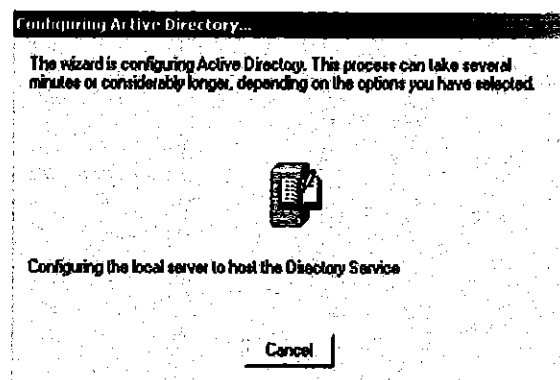 Configuring Active Directory...
The wizard is configuring Active Directory. This process can take several
minutes or considerably longer, depending on the options you have selected.
Configuring the local server to host the Directory Service
Cancel